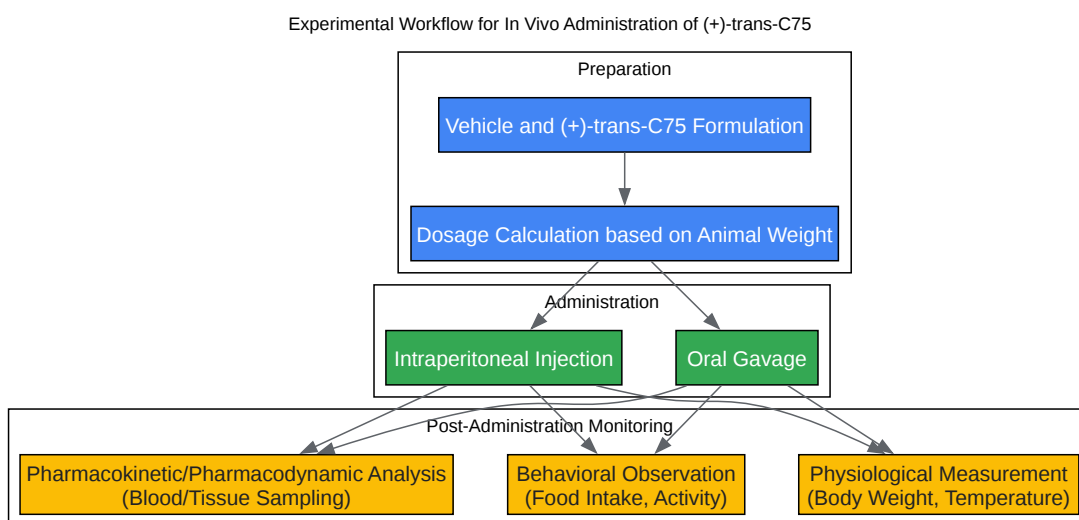 Experimental Workflow for In Vivo Administration of (+)-trans-C75
Preparation
Vehicle and (+)-trans-C75 Formulation
Dosage Calculation based on Animal Weight
Administration
Intraperitoneal Injection
Oral Gavage
Post-Administration Monitoring
Pharmacokinetic/Pharmacodynamic Analysis
(Blood/Tissue Sampling)
Behavioral Observation
(Food Intake, Activity)
Physiological Measurement
(Body Weight, Temperature)